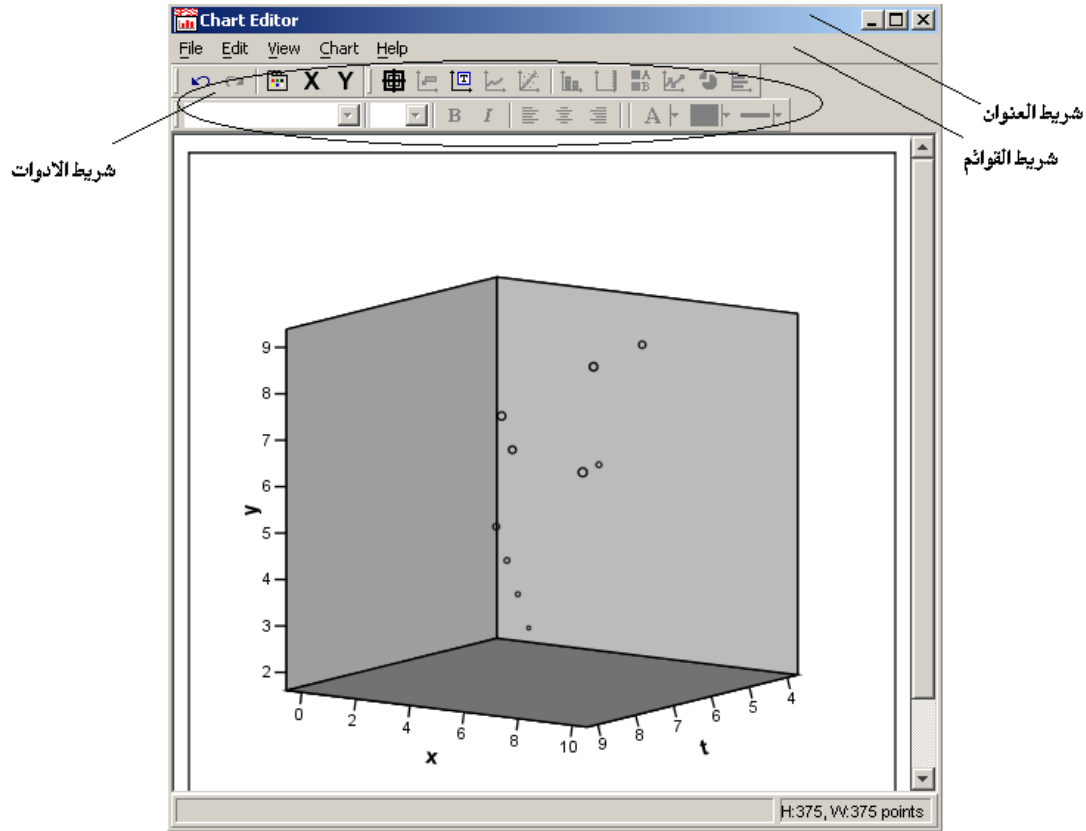 Chart Editor
File Edit View Chart Help
X Y T A B
B I A
شريط العنوان
شريط القوائم
شريط الادوات
9
8
7
6
5
4
3
2
y
0 2 4 6 8 10
x
9 8 7 6 5 4
t
H:375, W:375 points